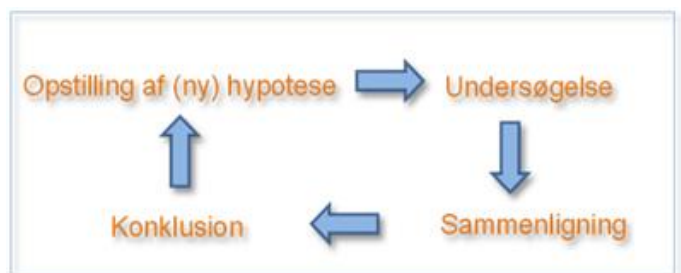 Opstilling af (ny) hypotese
Undersøgelse
Konklusion
Sammenligning